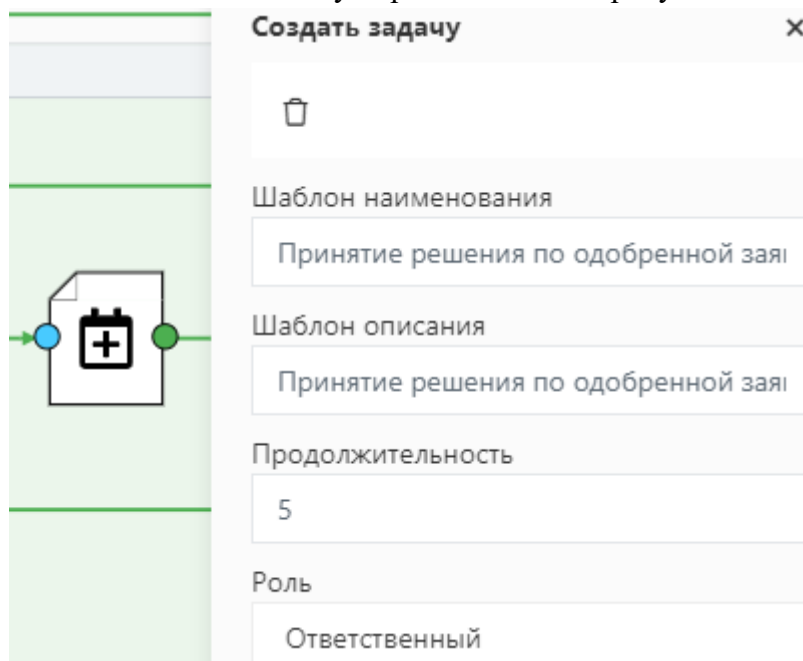 Создать задачу
Шаблон наименования
Принятие решения по одобренной
Шаблон описания
Принятие решения по одобренной
Продолжительность
5
Роль
Ответственный